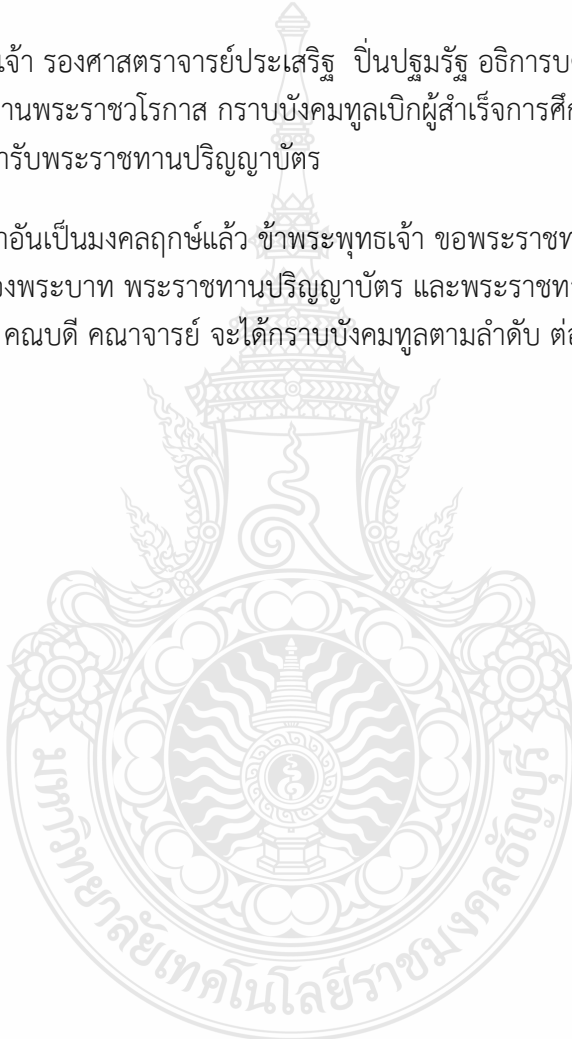 เจ้า รองศาสตราจารย์ประเสริฐ ปิ่นปฐมรัฐ อธิการบ
านพระราชวโรกาส กราบบังคมทูลเบิกผู้สำเร็จการศึก
ารับพระราชทานปริญญาบัตร
าอันเป็นมงคลฤกษ์แล้ว ข้าพระพุทธเจ้า ขอพระราชท
องพระบาท พระราชทานปริญญาบัตร และพระราชท
คณบดี คณาจารย์ จะได้กราบบังคมทูลตามลำดับ ต่
มหาวิทยาลัยเทคโนโลยีราชมงคลธัญบุรี